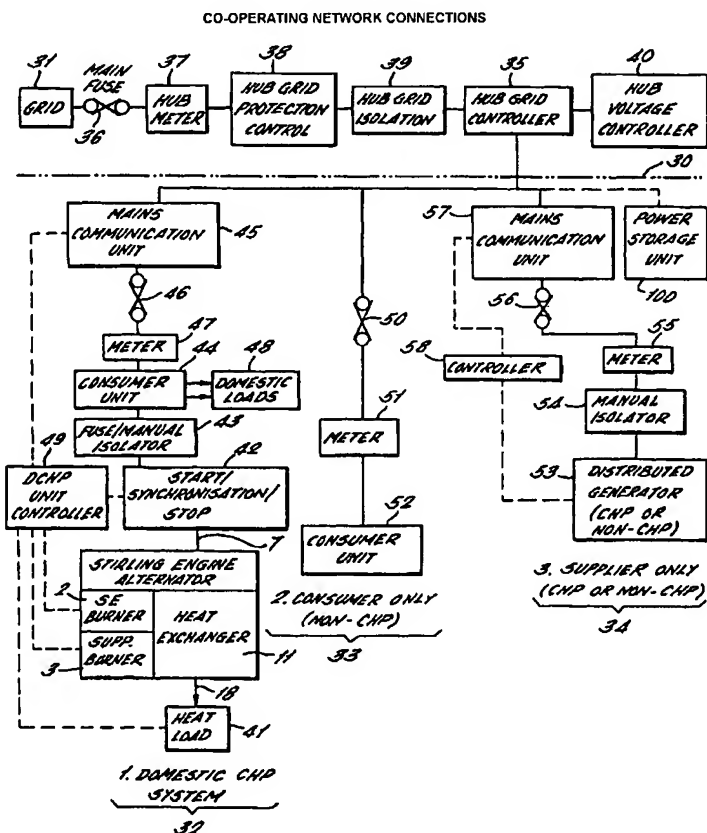 CO-OPERATING NETWORK CONNECTIONS
31
GRID
MAIN
FUSE
36
37
HUB
METER
38
HUB GRID
PROTECTION
CONTROL
39
HUB GRID
ISOLATION
35
HUB GRID
CONTROLLER
40
HUB
VOLTAGE
CONTROLLER
30
MAINS
COMMUNICATION
UNIT
45
57
MAINS
COMMUNICATION
UNIT
POWER
STORAGE
UNIT
100
46
47
METER
44
CONSUMER
UNIT
48
DOMESTIC
LOADS
FUSE/MANUAL
ISOLATOR
43
49
DCHP
UNIT
CONTROLLER
42
START/
SYNCHRONISATION/
STOP
7
STIRLING ENGINE
ALTERNATOR
2
SE
BURNER
SUPP.
BURNER
3
HEAT
EXCHANGER
11
18
HEAT
LOAD
41
1. DOMESTIC CHP
SYSTEM
32
50
51
METER
52
CONSUMER
UNIT
2. CONSUMER ONLY
(NON-CHP)
33
56
55
METER
58
CONTROLLER
54
MANUAL
ISOLATOR
53
DISTRIBUTED
GENERATOR
(CHP OR
NON-CHP)
3. SUPPLIER ONLY
(CHP OR NON-CHP)
34